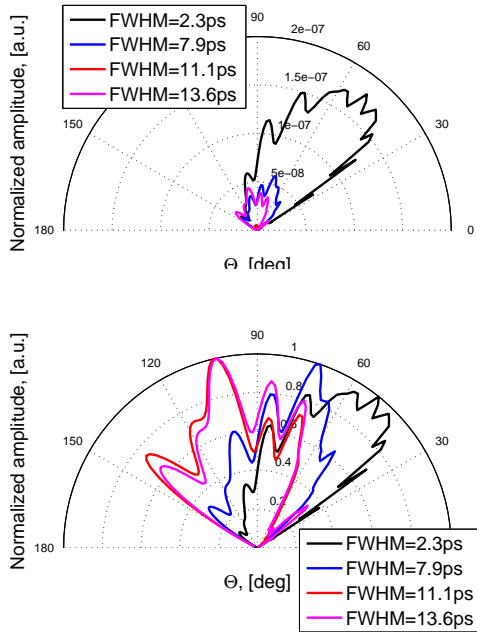 90
2e-07
FWHM=2.3ps
FWHM=7.9ps
FWHM=11.1ps
FWHM=13.6ps
60
1.5e-07
150
1e-07
30
5e-08
180
0
Normalized amplitude, [a.u.]
Θ, [deg]
90
1
120
60
0.8
0.6
150
30
0.4
0.2
180
Normalized amplitude, [a.u.]
Θ, [deg]
FWHM=2.3ps
FWHM=7.9ps
FWHM=11.1ps
FWHM=13.6ps